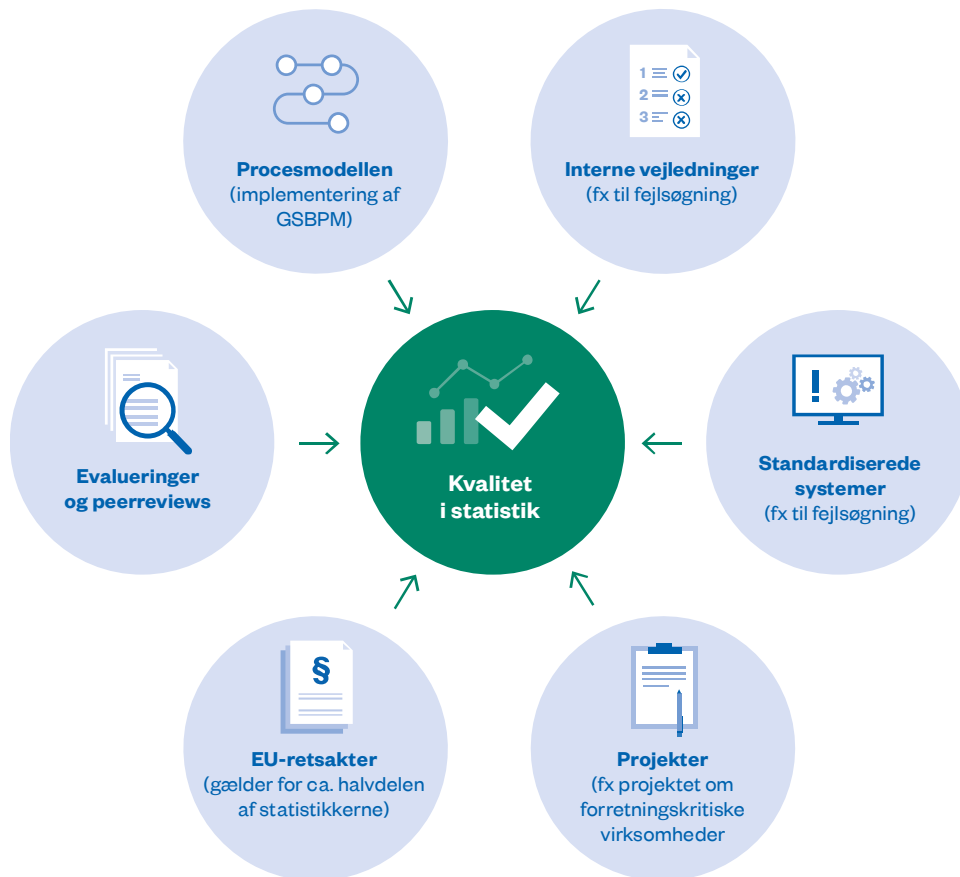 1
2
3
Procesmodellen
(implementering af
GSBPM)
Interne vejledninger
(fx til fejlsøgning)
Evalueringer
og peerreviews
Kvalitet
i statistik
!
Standardiserede
systemer
(fx til fejlsøgning)
§
EU-retsakter
(gælder for ca. halvdelen
af statistikkerne)
Projekter
(fx projektet om
forretningskritiske
virksomheder